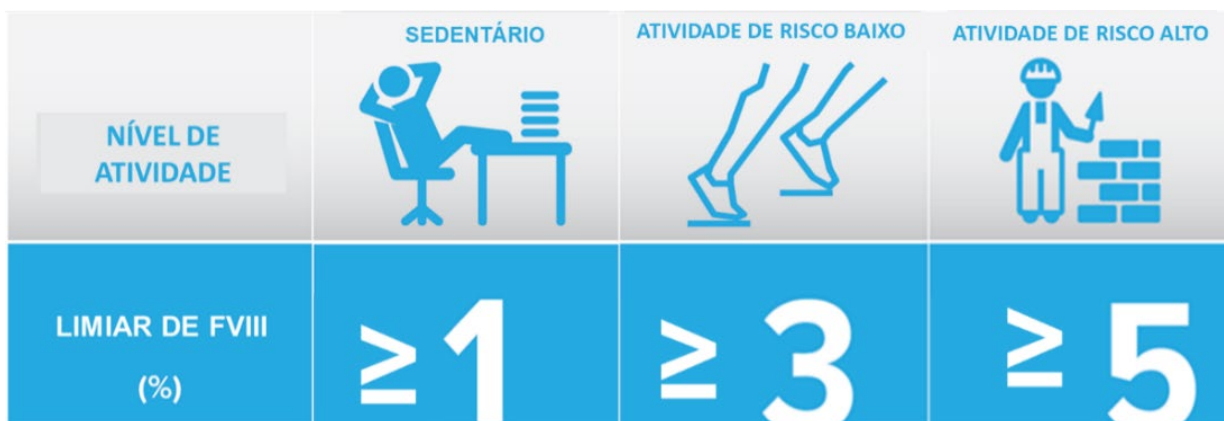 SEDENTÁRIO
ATIVIDADE DE RISCO BAIXO
ATIVIDADE DE RISCO ALTO
NÍVEL DE
ATIVIDADE
LIMIAR DE FVIII
(%)
≥1
≥ 3
≥ 5